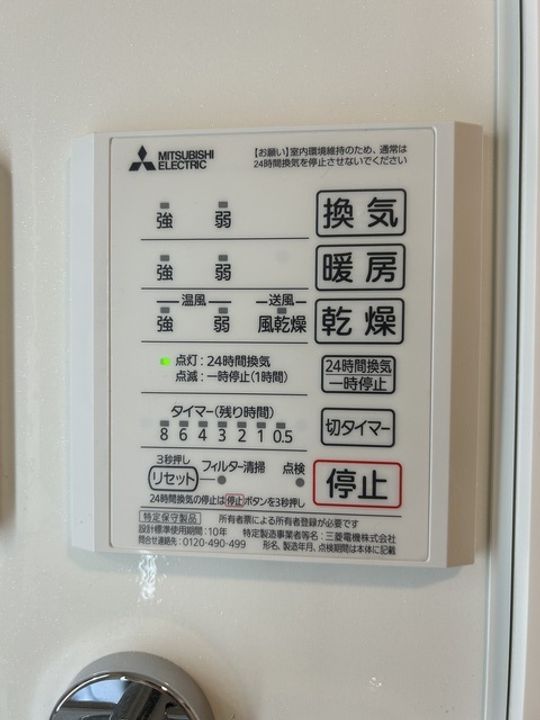 MITSUBISHI
ELECTRIC
【お願い】室内環境維持のため、通常は
24時間換気を停止させないでください
強 弱 換気
強 弱 暖房
温風 送風
強 弱 風乾燥 乾燥
点灯:24時間換気
点滅:一時停止(1時間)
24時間換気
一時停止
タイマー(残り時間)
8 6 4 3 2 1 0.5
切タイマー
3秒押し
リセット フィルター清掃 点検
停止
24時間換気の停止は停止ボタンを3秒押し
特定保守製品 所有者票による所有者登録が必要です
設計標準使用期間:10年 特定製造事業者等名:三菱電機株式会社
問合せ連絡先:0120-490-499 形名、製造年月、点検期間は本体に記載